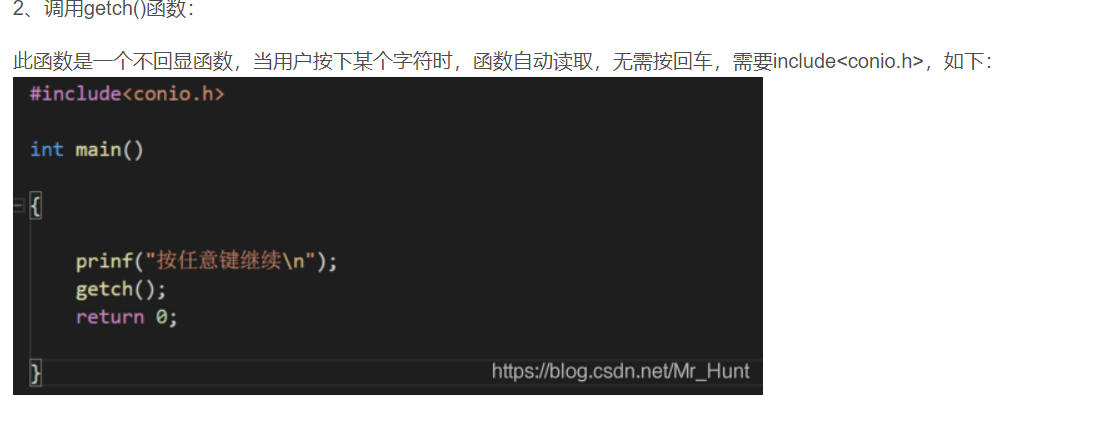 2、调用getch()函数：
此函数是一个不回显函数，当用户按下某个字符时，函数自动读取，无需按回车，需要include<conio.h>，如下：
#include<conio.h>
int main()
{
prinf("按任意键继续\n");
getch();
return 0;
}
https://blog.csdn.net/Mr_Hunt